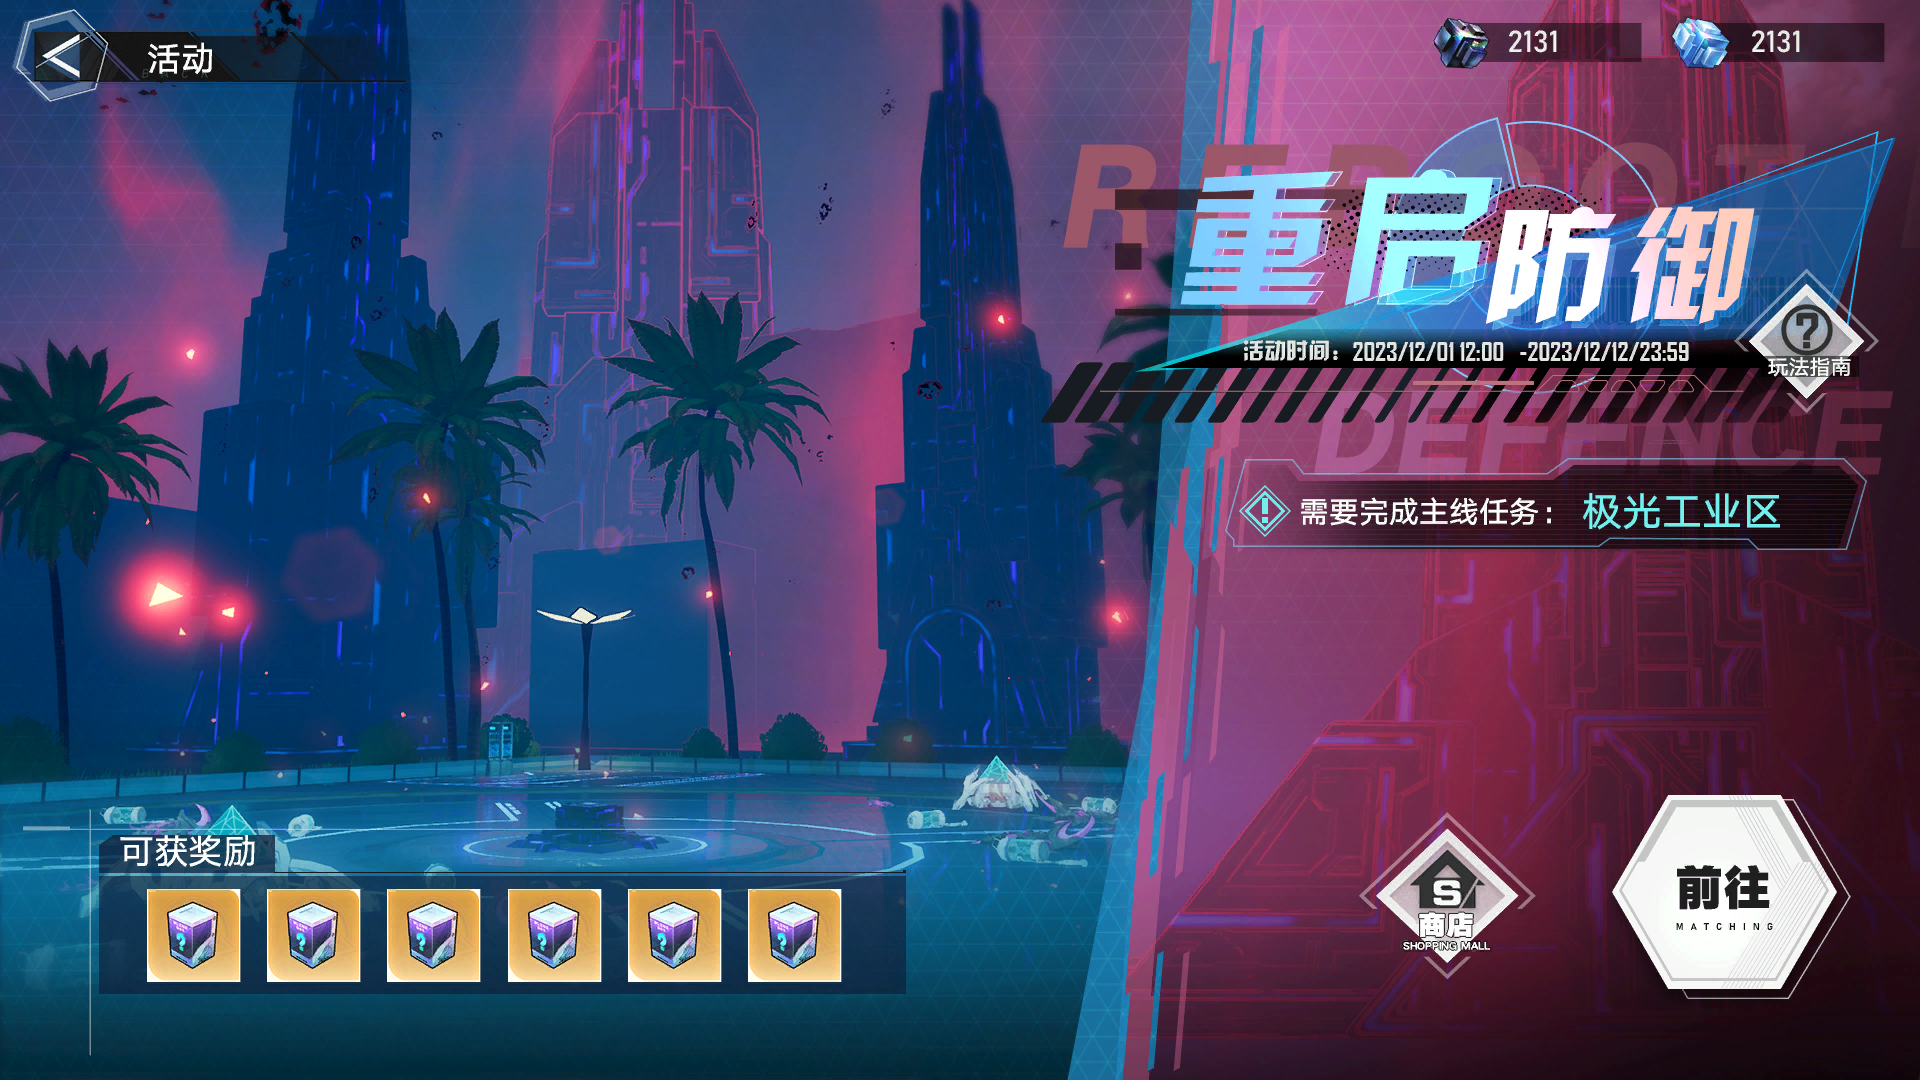 活动
2131
2131
REBOOT
重启防御
活动时间：2023/12/01 12:00 -2023/12/12/23:59
玩法指南
DEFFENCE
需要完成主线任务：极光工业区
可获奖励
S
商店
SHOPPING MALL
前往
MATCHING